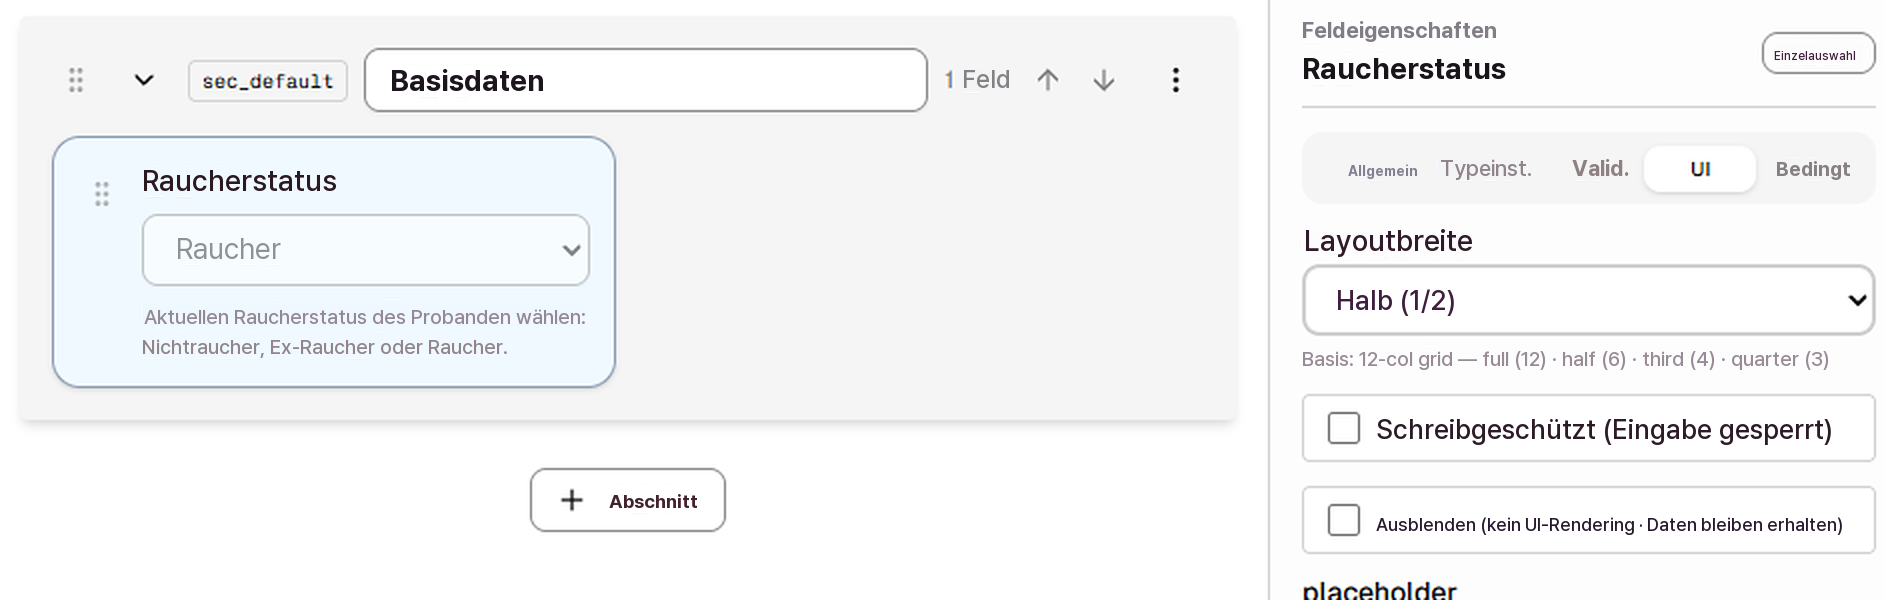 sec_default
Basisdaten
1 Feld
Raucherstatus
Raucher
Aktuellen Raucherstatus des Probanden wählen:
Nichtraucher, Ex-Raucher oder Raucher.
Abschnitt
Feldeigenschaften
Raucherstatus
Einzelauswahl
Allgemein
Typeinst.
Valid.
UI
Bedingt
Layoutbreite
Halb (1/2)
Basis: 12-col grid — full (12) · half (6) · third (4) · quarter (3)
Schreibgeschützt (Eingabe gesperrt)
Ausblenden (kein UI-Rendering · Daten bleiben erhalten)
placeholder